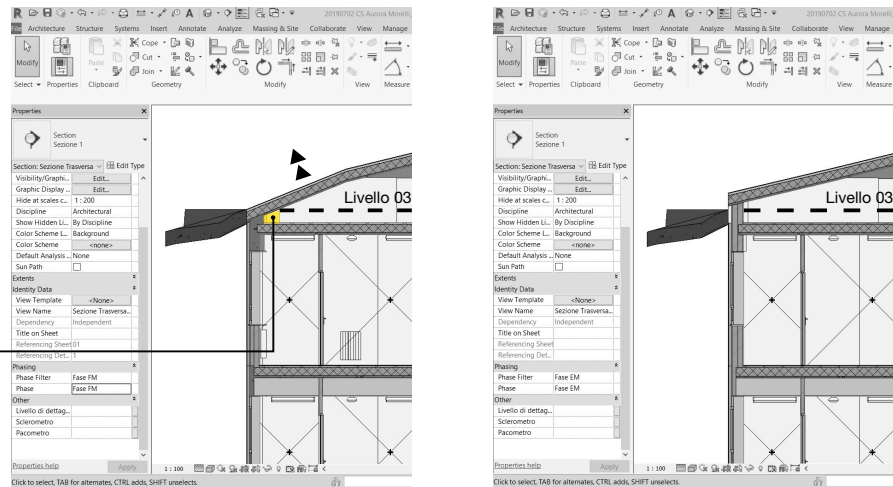 20190702 CS Aurora Morelli_
File Architecture Structure Systems Insert Annotate Analyze Massing & Site Collaborate View Manage
Modify
Paste
Cope
Cut
Join
Select Properties Clipboard Geometry Modify View Measure
Properties
Section
Sezione 1
Section: Sezione Trasversa Edit Type
Visibility/Graphi... Edit...
Graphic Display ... Edit...
Hide at scales c... 1 : 200
Discipline Architectural
Show Hidden Li... By Discipline
Color Scheme L... Background
Color Scheme <none>
Default Analysis ... None
Sun Path
Extents
Identity Data
View Template <None>
View Name Sezione Trasversa...
Dependency Independent
Title on Sheet
Referencing Sheet 01
Referencing Det... 1
Phasing
Phase Filter Fase FM
Phase Fase FM
Other
Livello di dettag...
Sclerometro
Pacometro
Properties help Apply
Livello 03
1 : 100
Click to select, TAB for alternates, CTRL adds, SHIFT unselects.
20190702 CS Aurora Morelli
File Architecture Structure Systems Insert Annotate Analyze Massing & Site Collaborate View Manage
Modify
Paste
Cope
Cut
Join
Select Properties Clipboard Geometry Modify View Measure
Properties
Section
Sezione 1
Section: Sezione Trasversa Edit Type
Visibility/Graphi... Edit...
Graphic Display ... Edit...
Hide at scales c... 1 : 200
Discipline Architectural
Show Hidden Li... By Discipline
Color Scheme L... Background
Color Scheme <none>
Default Analysis ... None
Sun Path
Extents
Identity Data
View Template <None>
View Name Sezione Trasversa...
Dependency Independent
Title on Sheet
Referencing Sheet
Referencing Det...
Phasing
Phase Filter Fase EM
Phase Fase EM
Other
Livello di dettag...
Sclerometro
Pacometro
Properties help Apply
Livello 03
1 : 100
Click to select, TAB for alternates, CTRL adds, SHIFT unselects.